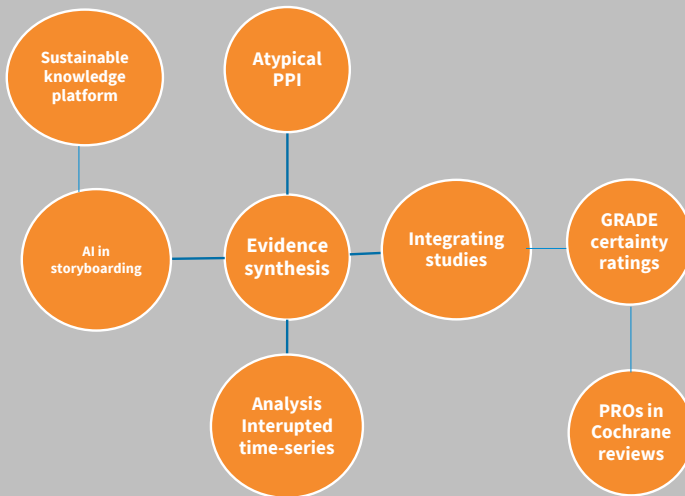 Sustainable
knowledge
platform
Atypical
PPI
AI in
storyboarding
Evidence
synthesis
Integrating
studies
GRADE
certainty
ratings
Analysis
Interupted
time-series
PROs in
Cochrane
reviews